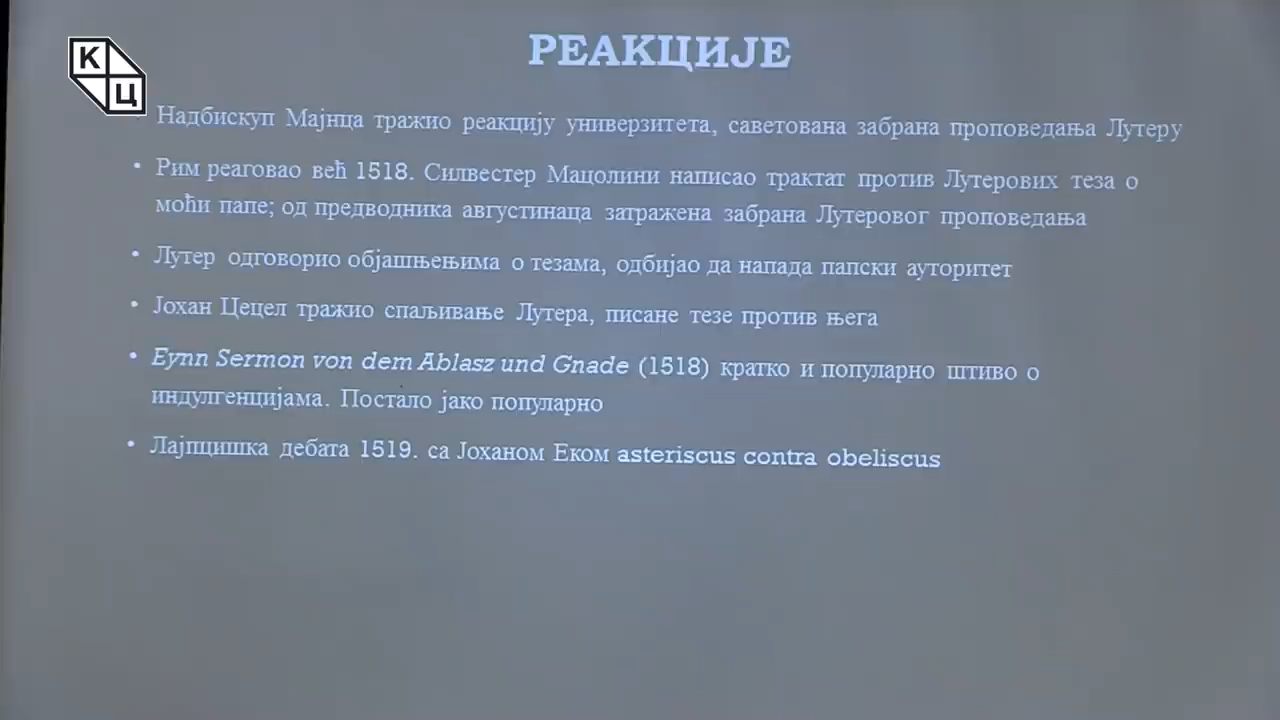 РЕАКЦИЈЕ
К
Ц
Надбискуп Мајнца тражио реакцију универзитета, саветована забрана проповедања Лутеру
• Рим реаговао већ 1518. Силвестер Мацолини написао трактат против Лутерових теза о
моћи папе; од предводника августинаца затражена забрана Лутеровог проповедања
• Лутер одговорио објашњењима о тезама, одбијао да напада папски ауторитет
• Јохан Цецел тражио спаљивање Лутера, писане тезе против њега
• Eynn Sermon von dem Ablasz und Gnade (1518) кратко и популарно штиво о
индулгенцијама. Постало јако популарно
• Лајпцишка дебата 1519. са Јоханом Еком asteriscus contra obeliscus